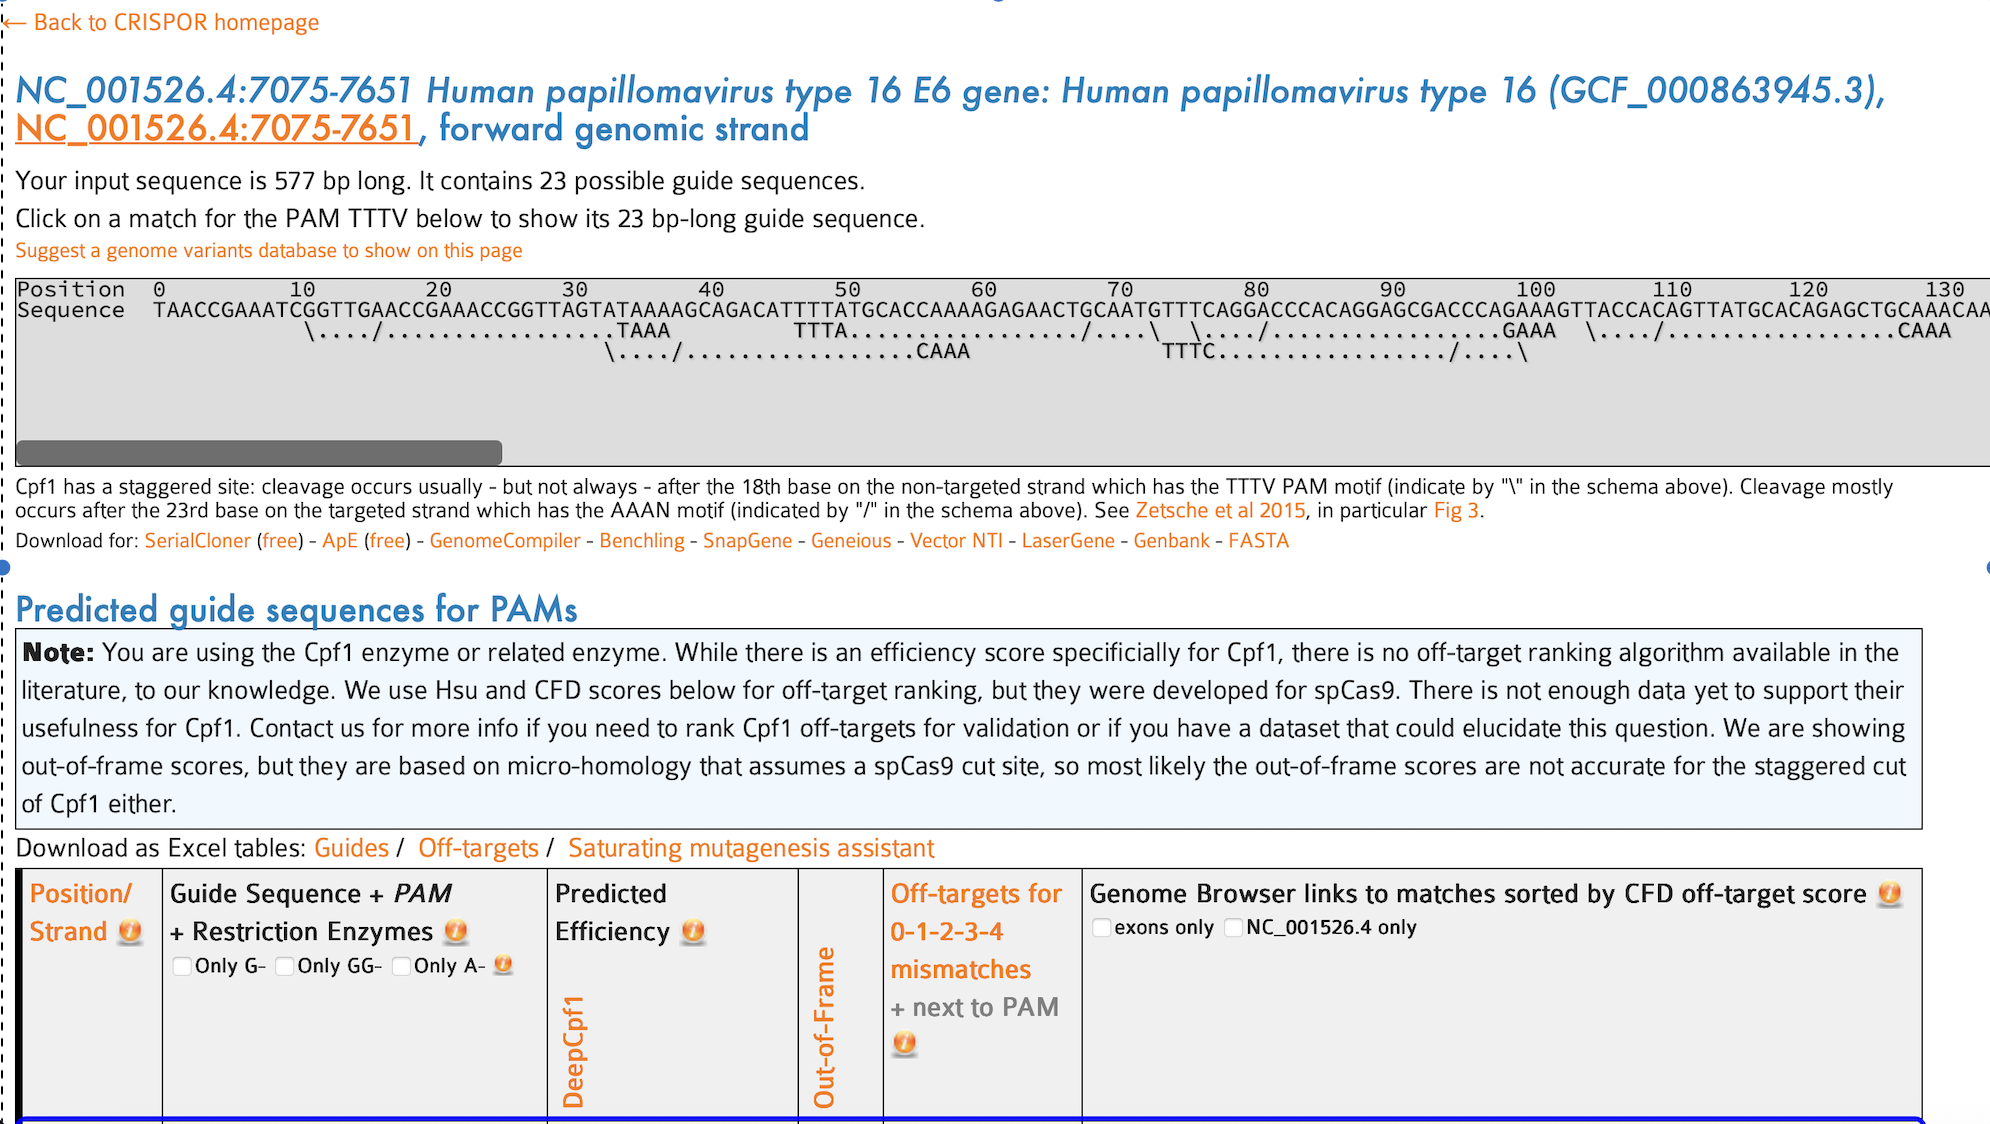 ← Back to CRISPOR homepage
NC_001526.4:7075-7651 Human papillomavirus type 16 E6 gene: Human papillomavirus type 16 (GCF_000863945.3),
NC_001526.4:7075-7651, forward genomic strand
Your input sequence is 577 bp long. It contains 23 possible guide sequences.
Click on a match for the PAM TTTV below to show its 23 bp-long guide sequence.
Suggest a genome variants database to show on this page
Position 0 10 20 30 40 50 60 70 80 90 100 110 120 130
Sequence TAACCGAAATCGGTTGAACCGAAACCGGTTAGTATAAAAGCAGACATTTTATGCACCAAAAGAGAACTGCAATGTTTCAGGACCCACAGGAGCGACCCAGAAAGTTACCACAGTTATGCACAGAGCTGCAAACAA
\..../.................TAAA TTTA................./....\ \..../.................GAAA \..../.................CAAA
\..../.................CAAA TTTC................./....\
Cpf1 has a staggered site: cleavage occurs usually - but not always - after the 18th base on the non-targeted strand which has the TTTV PAM motif (indicate by "\" in the schema above). Cleavage mostly
occurs after the 23rd base on the targeted strand which has the AAAN motif (indicated by "/" in the schema above). See Zetsche et al 2015, in particular Fig 3.
Download for: SerialCloner (free) - ApE (free) - GenomeCompiler - Benchling - SnapGene - Geneious - Vector NTI - LaserGene - Genbank - FASTA
Predicted guide sequences for PAMs
Note: You are using the Cpf1 enzyme or related enzyme. While there is an efficiency score specificially for Cpf1, there is no off-target ranking algorithm available in the
literature, to our knowledge. We use Hsu and CFD scores below for off-target ranking, but they were developed for spCas9. There is not enough data yet to support their
usefulness for Cpf1. Contact us for more info if you need to rank Cpf1 off-targets for validation or if you have a dataset that could elucidate this question. We are showing
out-of-frame scores, but they are based on micro-homology that assumes a spCas9 cut site, so most likely the out-of-frame scores are not accurate for the staggered cut
of Cpf1 either.
Download as Excel tables: Guides / Off-targets / Saturating mutagenesis assistant
Position/
Strand
Guide Sequence + PAM
+ Restriction Enzymes
Only G- Only GG- Only A-
Predicted
Efficiency
DeepCpf1
Out-of-Frame
Off-targets for
0-1-2-3-4
mismatches
+ next to PAM
Genome Browser links to matches sorted by CFD off-target score
exons only NC_001526.4 only